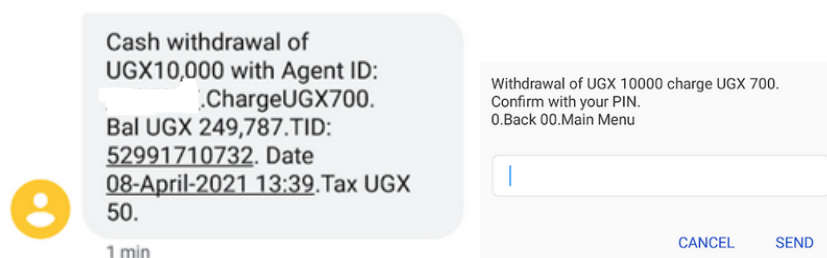 Cash withdrawal of
UGX10,000 with Agent ID:
.ChargeUGX700.
Bal UGX 249,787.TID:
52991710732. Date
08-April-2021 13:39.Tax UGX
50.
1 min
Withdrawal of UGX 10000 charge UGX 700.
Confirm with your PIN.
0.Back 00.Main Menu
CANCEL SEND